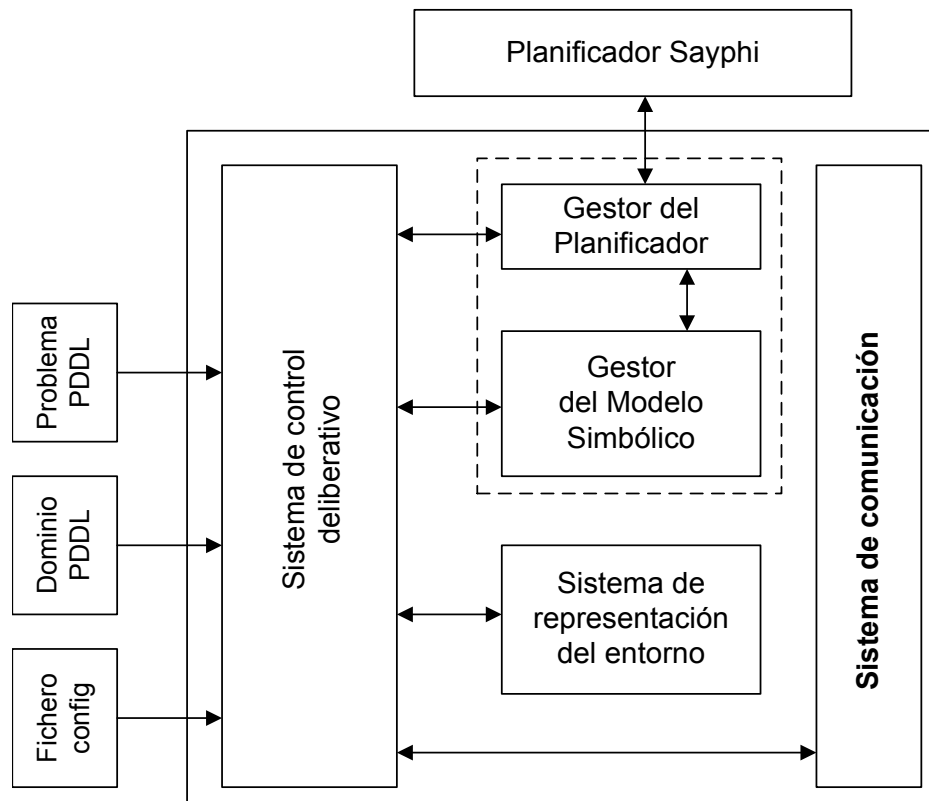 Planificador Sayphi
Gestor del
Planificador
Gestor
del Modelo
Simbólico
Sistema de
representación
del entorno
Sistema de control
deliberativo
Sistema de comunicación
Problema
PDDL
Dominio
PDDL
Fichero
config